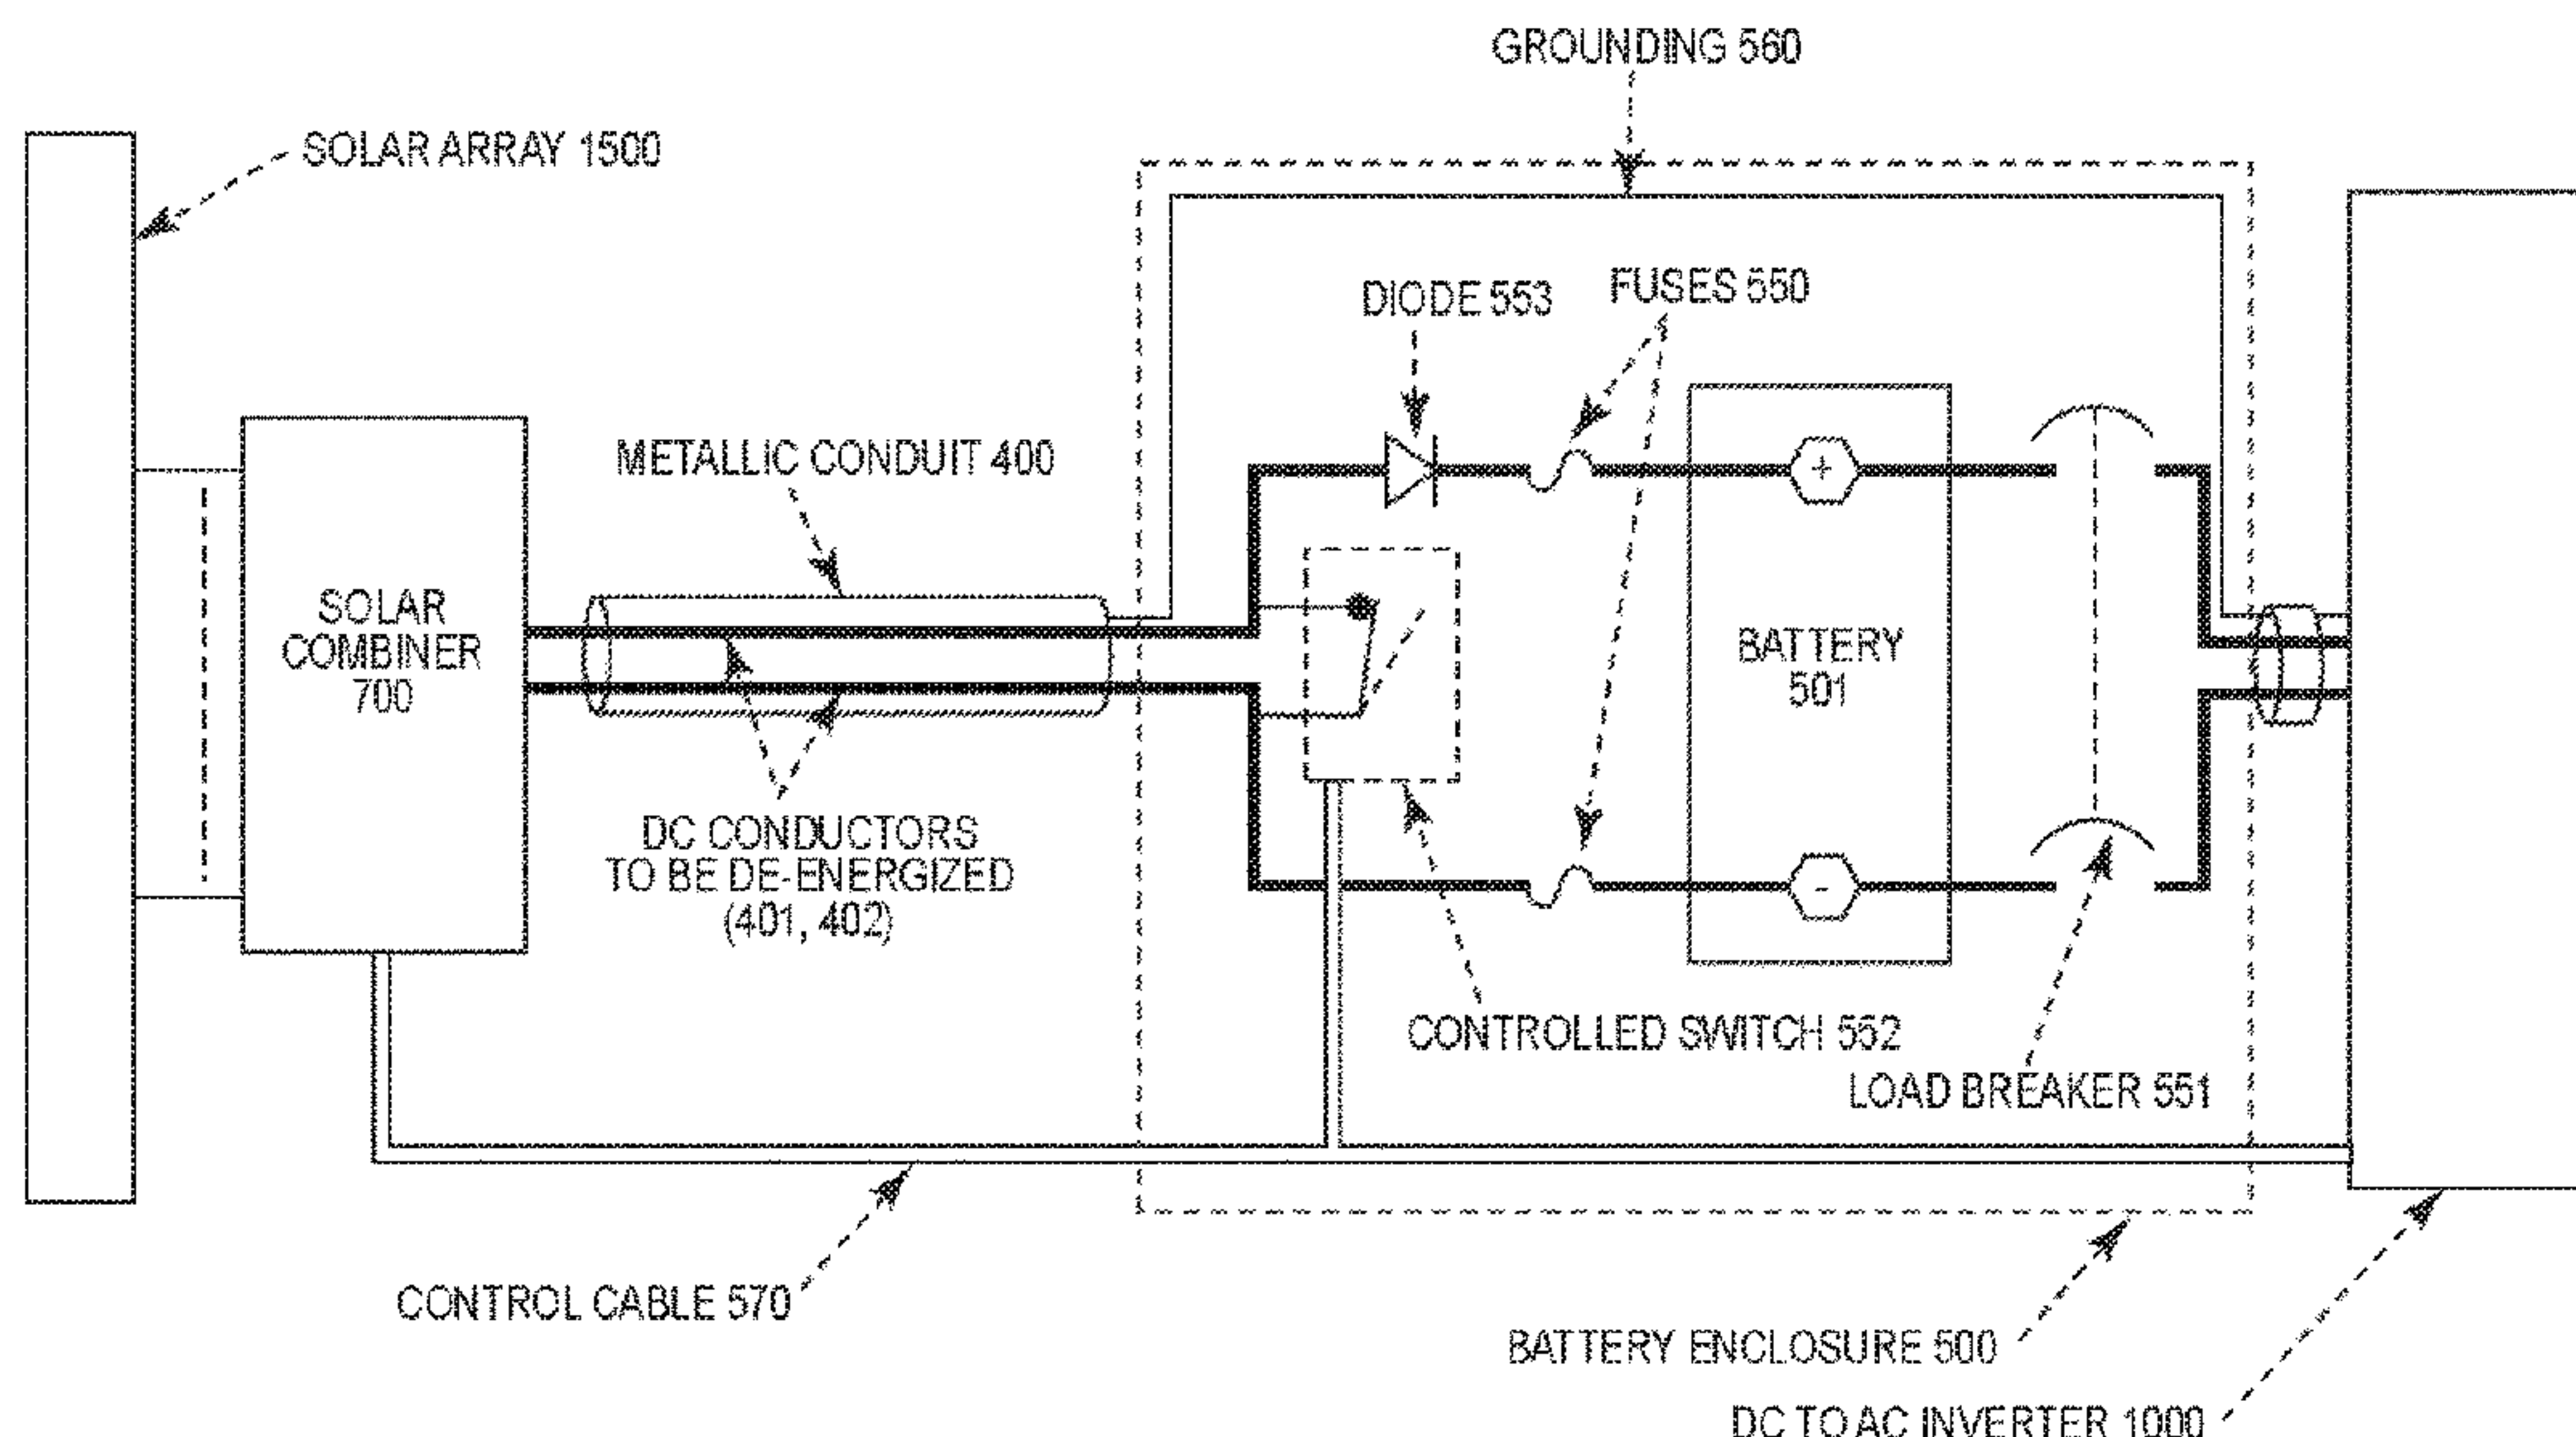 GROUNDING 560
SOLAR ARRAY 1500
DIODE 553
FUSES 550
METALLIC CONDUIT 400
+
SOLAR
COMBINER
700
BATTERY
501
DC CONDUCTORS
TO BE DE-ENERGIZED
(401, 402)
-
CONTROLLED SWITCH 552
LOAD BREAKER 551
CONTROL CABLE 570
BATTERY ENCLOSURE 500
DC TO AC INVERTER 1000